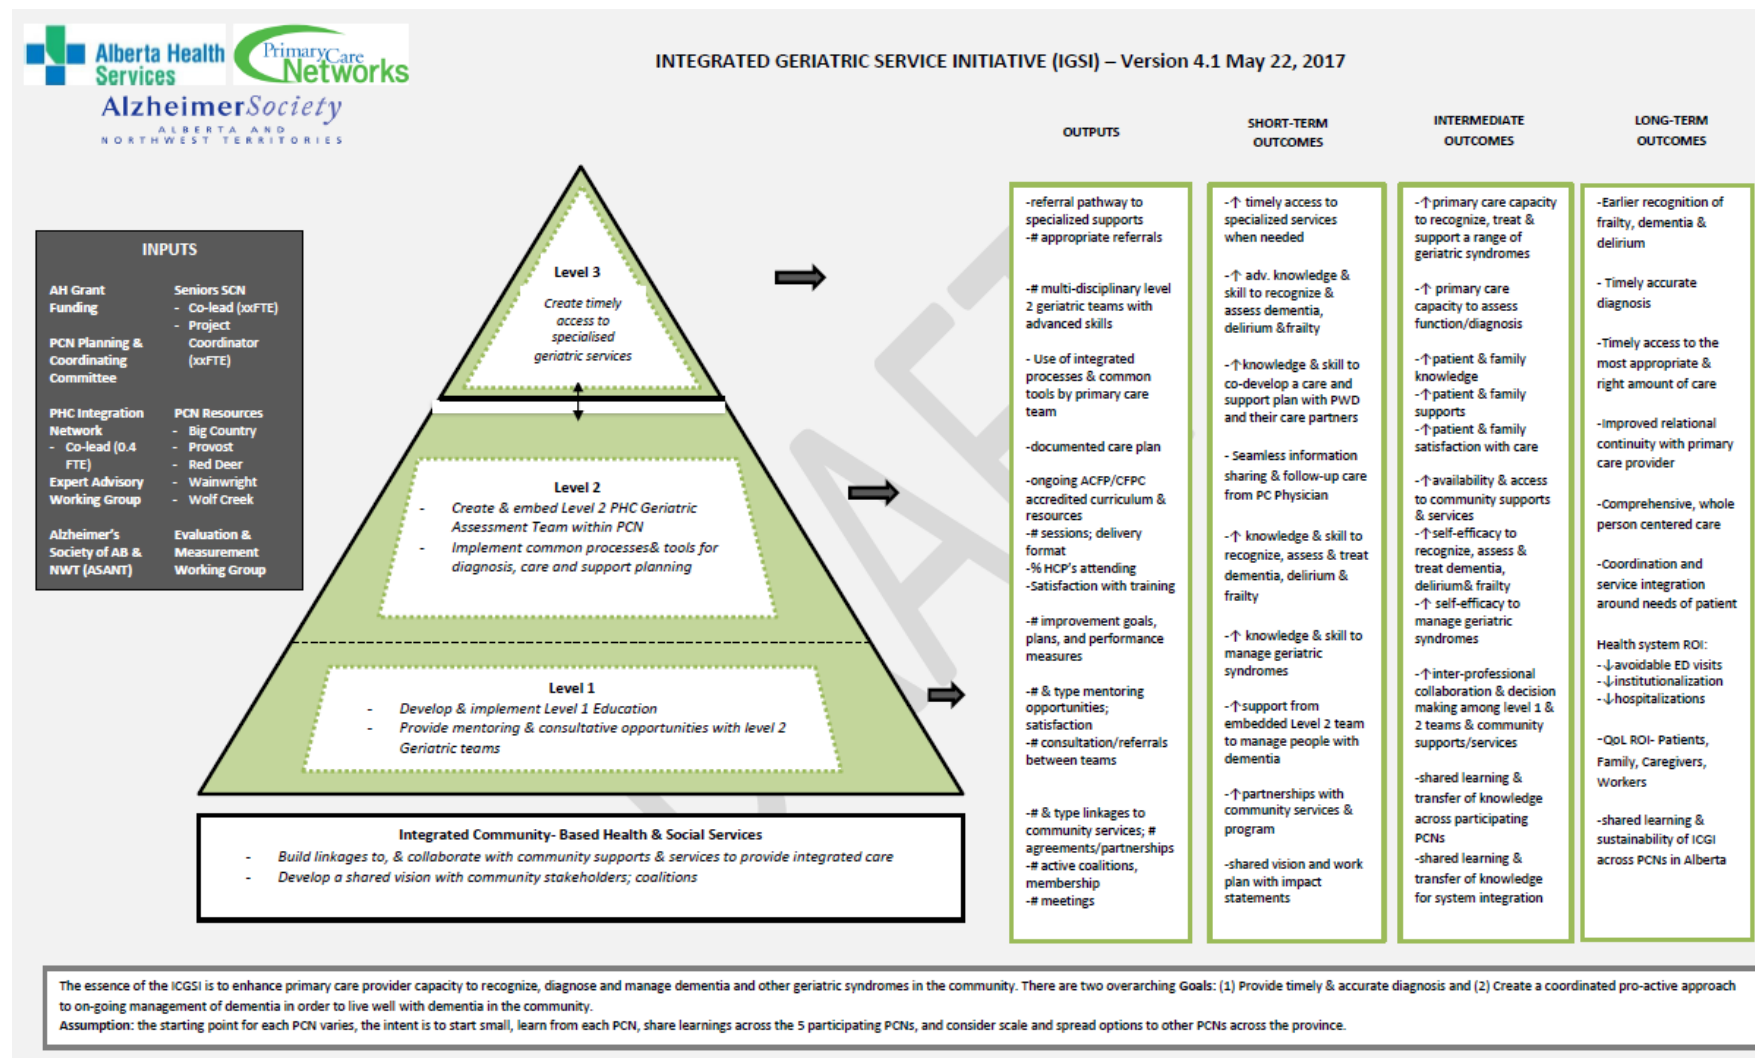 Alberta Health
Services
PrimaryCare
Networks
AlzheimerSociety
ALBERTA AND
NORTHWEST TERRITORIES
INTEGRATED GERIATRIC SERVICE INITIATIVE (IGSI) – Version 4.1 May 22, 2017
INPUTS
AH Grant
Funding
PCN Planning &
Coordinating
Committee
PHC Integration
Network
- Co-lead (0.4
FTE)
Expert Advisory
Working Group
Alzheimer's
Society of AB &
NWT (ASANT)
Seniors SCN
- Co-lead (xxFTE)
- Project
Coordinator
(xxFTE)
PCN Resources
- Big Country
- Provost
- Red Deer
- Wainwright
- Wolf Creek
Evaluation &
Measurement
Working Group
Level 3
Create timely
access to
specialised
geriatric services
Level 2
- Create & embed Level 2 PHC Geriatric
Assessment Team within PCN
- Implement common processes& tools for
diagnosis, care and support planning
Level 1
- Develop & implement Level 1 Education
- Provide mentoring & consultative opportunities with level 2
Geriatric teams
Integrated Community- Based Health & Social Services
- Build linkages to, & collaborate with community supports & services to provide integrated care
- Develop a shared vision with community stakeholders; coalitions
OUTPUTS
-referral pathway to
specialized supports
-# appropriate referrals
-# multi-disciplinary level
2 geriatric teams with
advanced skills
- Use of integrated
processes & common
tools by primary care
team
-documented care plan
-ongoing ACFP/CFPC
accredited curriculum &
resources
-# sessions; delivery
format
-% HCP's attending
-Satisfaction with training
-# improvement goals,
plans, and performance
measures
-# & type mentoring
opportunities;
satisfaction
-# consultation/referrals
between teams
-# & type linkages to
community services; #
agreements/partnerships
-# active coalitions,
membership
-# meetings
SHORT-TERM
OUTCOMES
-↑ timely access to
specialized services
when needed
-↑ adv. knowledge &
skill to recognize &
assess dementia,
delirium &frailty
-↑knowledge & skill to
co-develop a care and
support plan with PWD
and their care partners
- Seamless information
sharing & follow-up care
from PC Physician
-↑ knowledge & skill to
recognize, assess & treat
dementia, delirium &
frailty
-↑ knowledge & skill to
manage geriatric
syndromes
-↑support from
embedded Level 2 team
to manage people with
dementia
-↑partnerships with
community services &
program
-shared vision and work
plan with impact
statements
INTERMEDIATE
OUTCOMES
-↑primary care capacity
to recognize, treat &
support a range of
geriatric syndromes
-↑ primary care
capacity to assess
function/diagnosis
-↑patient & family
knowledge
-↑patient & family
supports
-↑patient & family
satisfaction with care
-↑availability & access
to community supports
& services
-↑self-efficacy to
recognize, assess &
treat dementia,
delirium& frailty
-↑ self-efficacy to
manage geriatric
syndromes
-↑inter-professional
collaboration & decision
making among level 1 &
2 teams & community
supports/services
-shared learning &
transfer of knowledge
across participating
PCNs
-shared learning &
transfer of knowledge
for system integration
LONG-TERM
OUTCOMES
-Earlier recognition of
frailty, dementia &
delirium
- Timely accurate
diagnosis
-Timely access to the
most appropriate &
right amount of care
-Improved relational
continuity with primary
care provider
-Comprehensive, whole
person centered care
-Coordination and
service integration
around needs of patient
Health system ROI:
-↓avoidable ED visits
-↓institutionalization
-↓hospitalizations
-QoL ROI- Patients,
Family, Caregivers,
Workers
-shared learning &
sustainability of ICGI
across PCNs in Alberta
DRAFT
The essence of the ICGSI is to enhance primary care provider capacity to recognize, diagnose and manage dementia and other geriatric syndromes in the community. There are two overarching Goals: (1) Provide timely & accurate diagnosis and (2) Create a coordinated pro-active approach
to on-going management of dementia in order to live well with dementia in the community.
Assumption: the starting point for each PCN varies, the intent is to start small, learn from each PCN, share learnings across the 5 participating PCNs, and consider scale and spread options to other PCNs across the province.